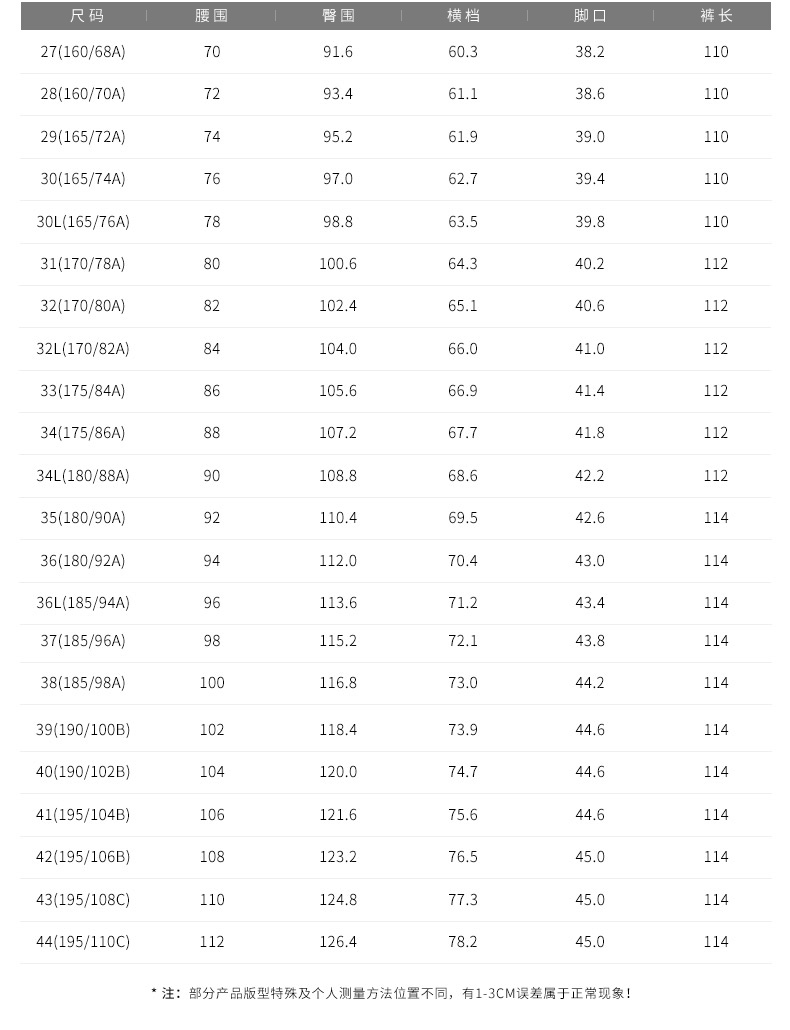 尺码 腰围 臀围 横档 脚口 裤长
27(160/68A) 70 91.6 60.3 38.2 110
28(160/70A) 72 93.4 61.1 38.6 110
29(165/72A) 74 95.2 61.9 39.0 110
30(165/74A) 76 97.0 62.7 39.4 110
30L(165/76A) 78 98.8 63.5 39.8 110
31(170/78A) 80 100.6 64.3 40.2 112
32(170/80A) 82 102.4 65.1 40.6 112
32L(170/82A) 84 104.0 66.0 41.0 112
33(175/84A) 86 105.6 66.9 41.4 112
34(175/86A) 88 107.2 67.7 41.8 112
34L(180/88A) 90 108.8 68.6 42.2 112
35(180/90A) 92 110.4 69.5 42.6 114
36(180/92A) 94 112.0 70.4 43.0 114
36L(185/94A) 96 113.6 71.2 43.4 114
37(185/96A) 98 115.2 72.1 43.8 114
38(185/98A) 100 116.8 73.0 44.2 114
39(190/100B) 102 118.4 73.9 44.6 114
40(190/102B) 104 120.0 74.7 44.6 114
41(195/104B) 106 121.6 75.6 44.6 114
42(195/106B) 108 123.2 76.5 45.0 114
43(195/108C) 110 124.8 77.3 45.0 114
44(195/110C) 112 126.4 78.2 45.0 114
* 注：部分产品版型特殊及个人测量方法位置不同，有1-3CM误差属于正常现象！